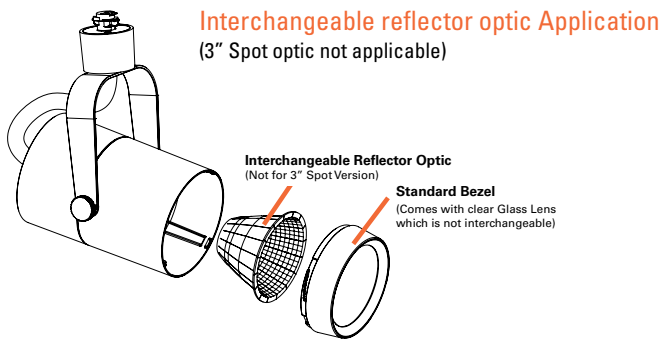 Interchangeable reflector optic Application
(3” Spot optic not applicable)
Interchangeable Reflector Optic
(Not for 3” Spot Version)
Standard Bezel
(Comes with clear Glass Lens
which is not interchangeable)